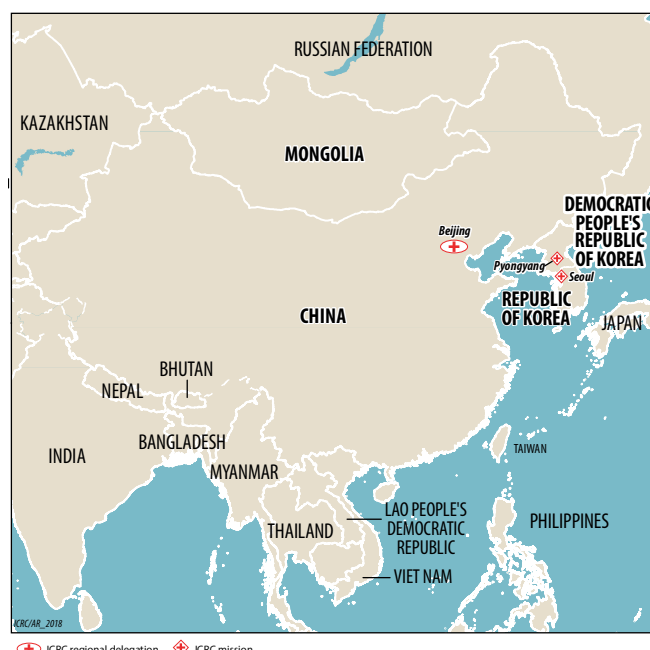 RUSSIAN FEDERATION
KAZAKHSTAN
MONGOLIA
DEMOCRATIC
PEOPLE'S
REPUBLIC
OF KOREA
Beijing
Pyongyang
Seoul
REPUBLIC
OF KOREA
CHINA
JAPAN
BHUTAN
NEPAL
BANGLADESH
INDIA
MYANMAR
TAIWAN
LAO PEOPLE'S
DEMOCRATIC
REPUBLIC
THAILAND
PHILIPPINES
VIET NAM
ICRC/AR_2018
ICRC regional delegation ICRC mission